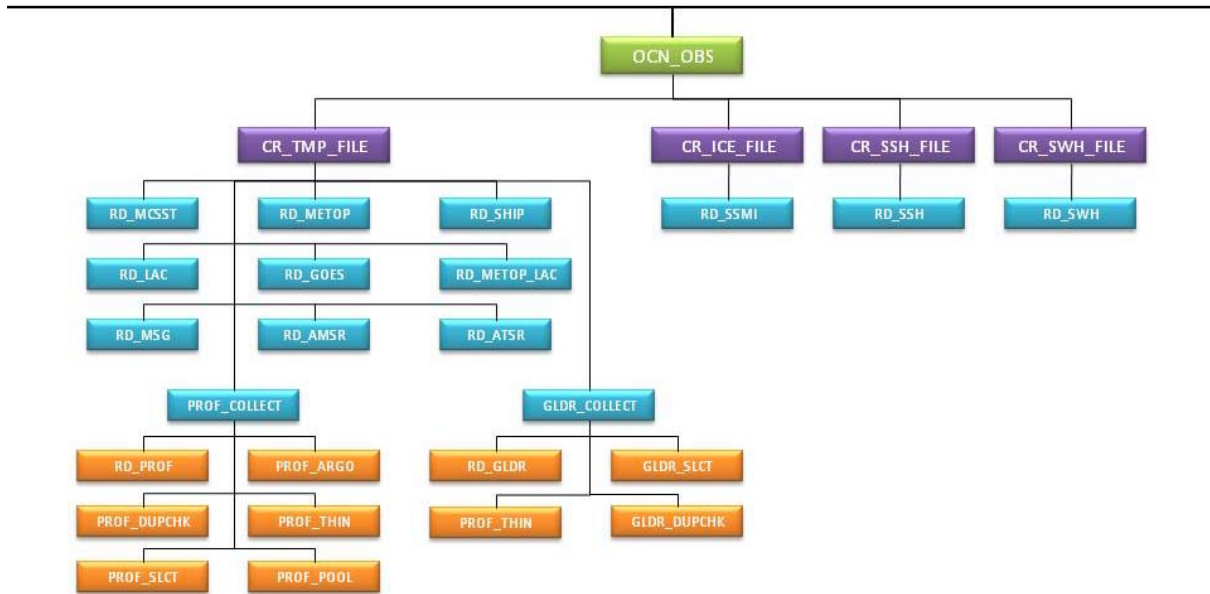 OCN_OBS
CR_TMP_FILE CR_ICE_FILE CR_SSH_FILE CR_SWH_FILE
RD_MCSST RD_METOP RD_SHIP RD_SSMI RD_SSH RD_SWH
RD_LAC RD_GOES RD_METOP_LAC
RD_MSG RD_AMSR RD_ATSR
PROF_COLLECT GLDR_COLLECT
RD_PROF PROF_ARGO RD_GLDR GLDR_SLCT
PROF_DUPCHK PROF_THIN PROF_THIN GLDR_DUPCHK
PROF_SLCT PROF_POOL